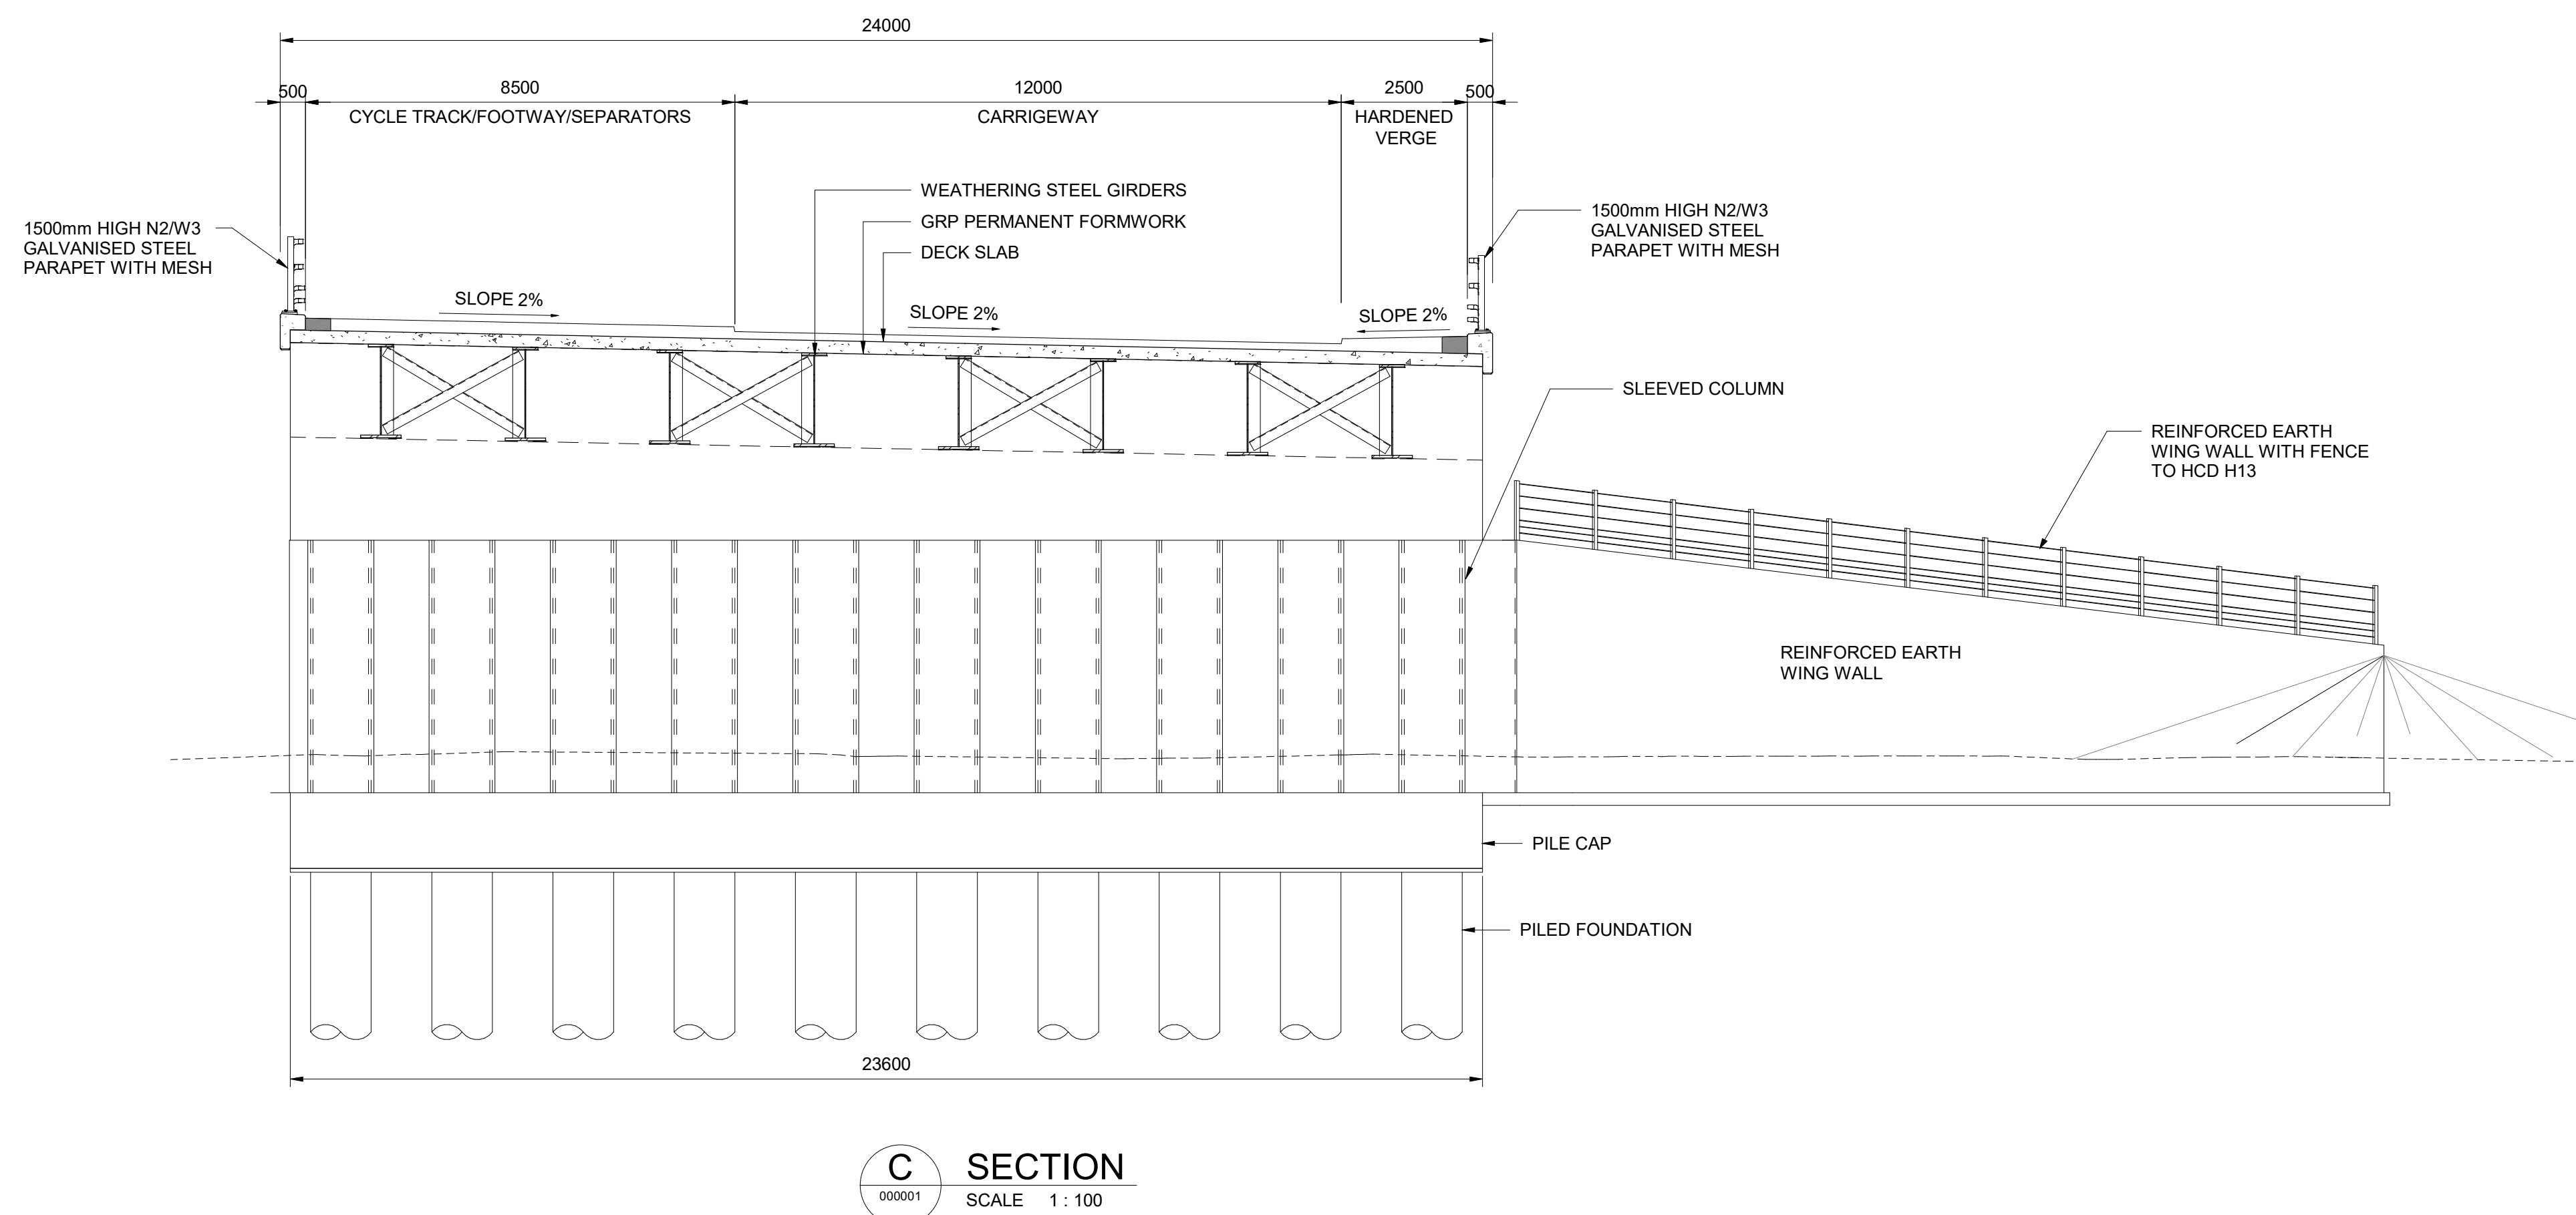 24000
500
8500
12000
2500
500
CYCLE TRACK/FOOTWAY/SEPARATORS
CARRIGEWAY
HARDENED
VERGE
WEATHERING STEEL GIRDERS
GRP PERMANENT FORMWORK
DECK SLAB
1500mm HIGH N2/W3
GALVANISED STEEL
PARAPET WITH MESH
1500mm HIGH N2/W3
GALVANISED STEEL
PARAPET WITH MESH
SLOPE 2%
SLOPE 2%
SLOPE 2%
SLEEVED COLUMN
REINFORCED EARTH
WING WALL WITH FENCE
TO HCD H13
REINFORCED EARTH
WING WALL
PILE CAP
PILED FOUNDATION
23600
C
000001
SECTION
SCALE 1 : 100